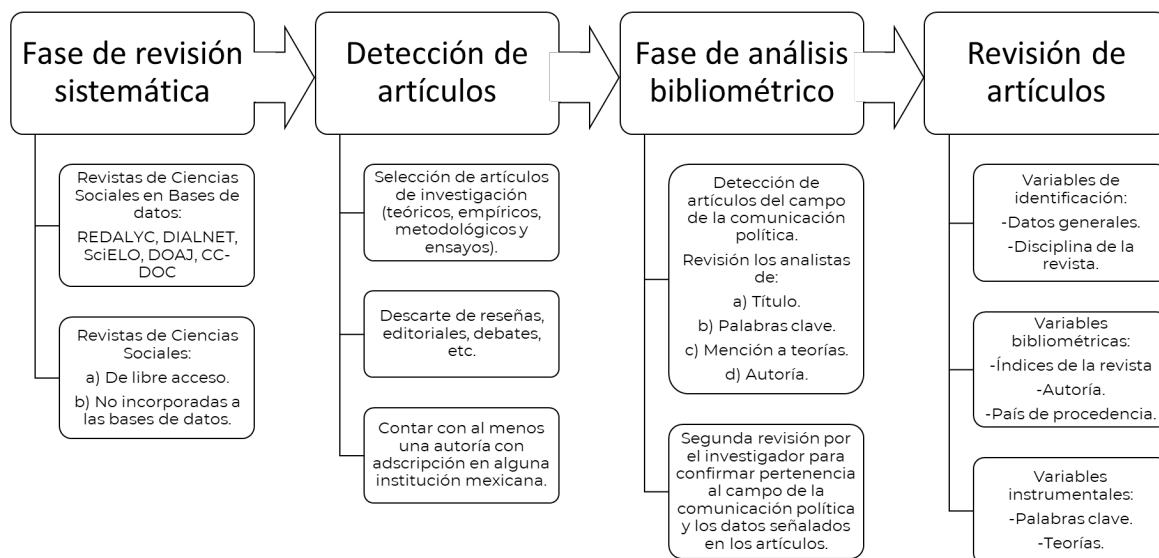 Fase de revisión
sistemática
Revistas de Ciencias
Sociales en Bases de
datos:
REDALYC, DIALNET,
SciELO, DOAJ, CC-
DOC
Revistas de Ciencias
Sociales:
a) De libre acceso.
b) No incorporadas a
las bases de datos.
Detección de
artículos
Selección de artículos
de investigación
(teóricos, empíricos,
metodológicos y
ensayos).
Descarte de reseñas,
editoriales, debates,
etc.
Contar con al menos
una autoría con
adscripción en alguna
institución mexicana.
Fase de análisis
bibliométrico
Detección de
artículos del campo
de la comunicación
política.
Revisión los analistas
de:
a) Título.
b) Palabras clave.
c) Mención a teorías.
d) Autoría.
Segunda revisión por
el investigador para
confirmar pertenencia
al campo de la
comunicación política
y los datos señalados
en los artículos.
Revisión de
artículos
Variables de
identificación:
-Datos generales.
-Disciplina de la
revista.
Variables
bibliométricas:
-Índices de la revista
-Autoría.
-País de procedencia.
Variables
instrumentales:
-Palabras clave.
-Teorías.